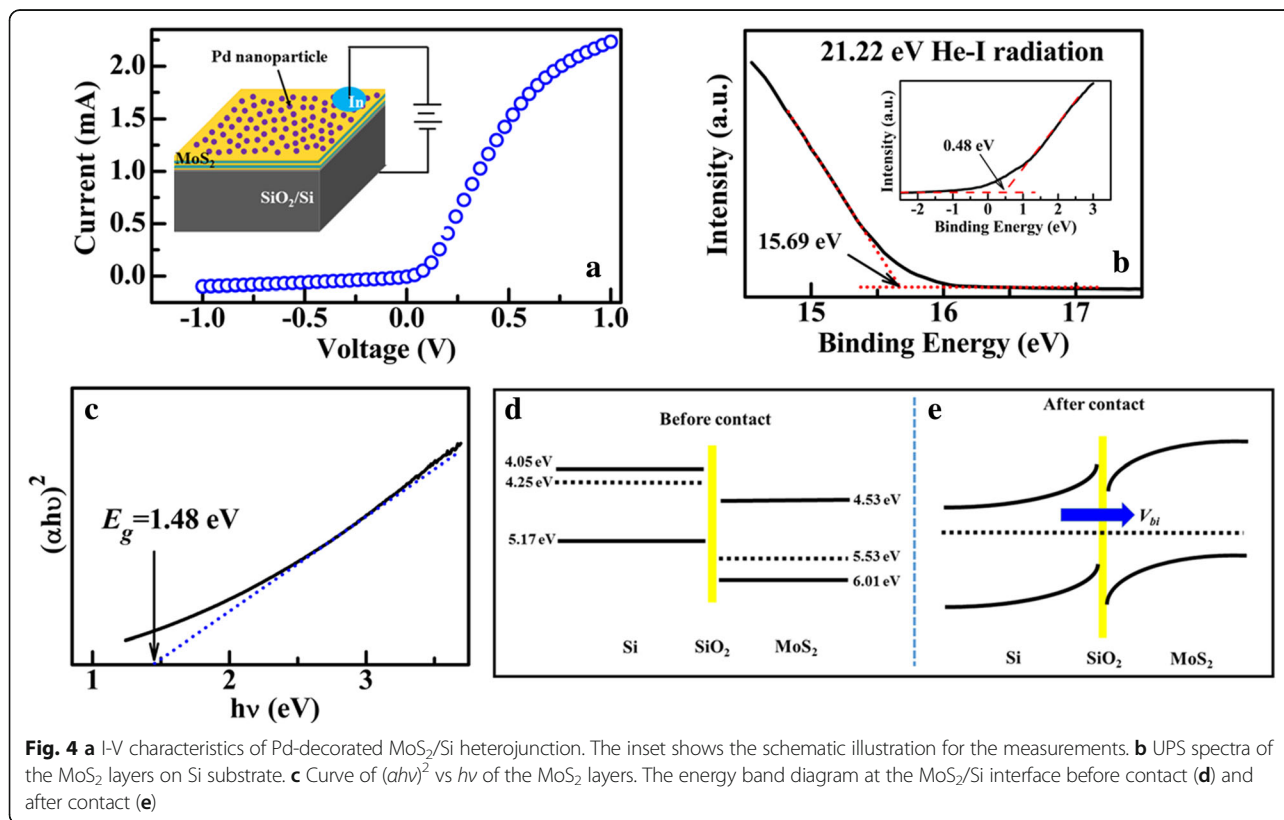 2.0
1.5
1.0
0.5
0.0
Current (mA)
Pd nanoparticle
In
MoS₂
SiO₂/Si
a
-1.0 -0.5 0.0 0.5 1.0
Voltage (V)
21.22 eV He-I radiation
Intensity (a.u.)
Intensity (a.u.)
0.48 eV
-2 -1 0 1 2 3
Binding Energy (eV)
15.69 eV
b
15 16 17
Binding Energy (eV)
c
(αhυ)²
E_g=1.48 eV
1 2 3
hν (eV)
d
Before contact
4.05 eV
4.25 eV
4.53 eV
5.17 eV
5.53 eV
6.01 eV
Si SiO₂ MoS₂
e
After contact
V_bi
Si SiO₂ MoS₂
Fig. 4 a I-V characteristics of Pd-decorated MoS₂/Si heterojunction. The inset shows the schematic illustration for the measurements. b UPS spectra of
the MoS₂ layers on Si substrate. c Curve of (αhν)² vs hν of the MoS₂ layers. The energy band diagram at the MoS₂/Si interface before contact (d) and
after contact (e)